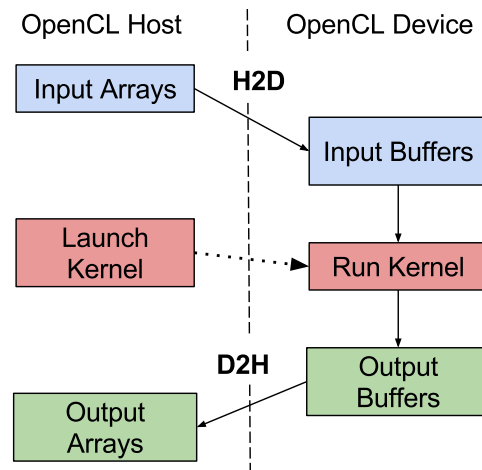 OpenCL Host
OpenCL Device
H2D
Input Arrays
Input Buffers
Launch
Kernel
Run Kernel
D2H
Output
Buffers
Output
Arrays